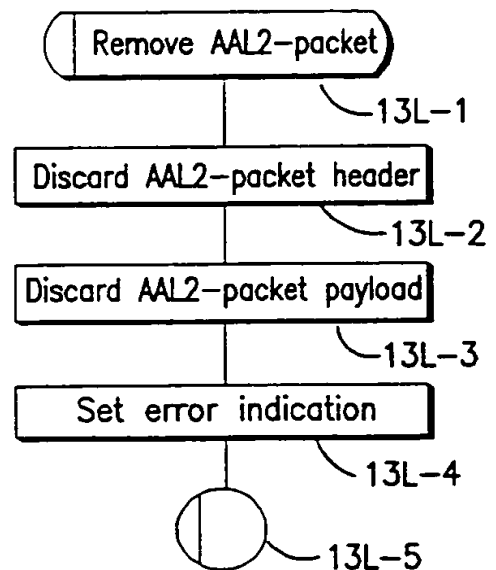 Remove AAL2-packet
13L-1
Discard AAL2-packet header
13L-2
Discard AAL2-packet payload
13L-3
Set error indication
13L-4
13L-5